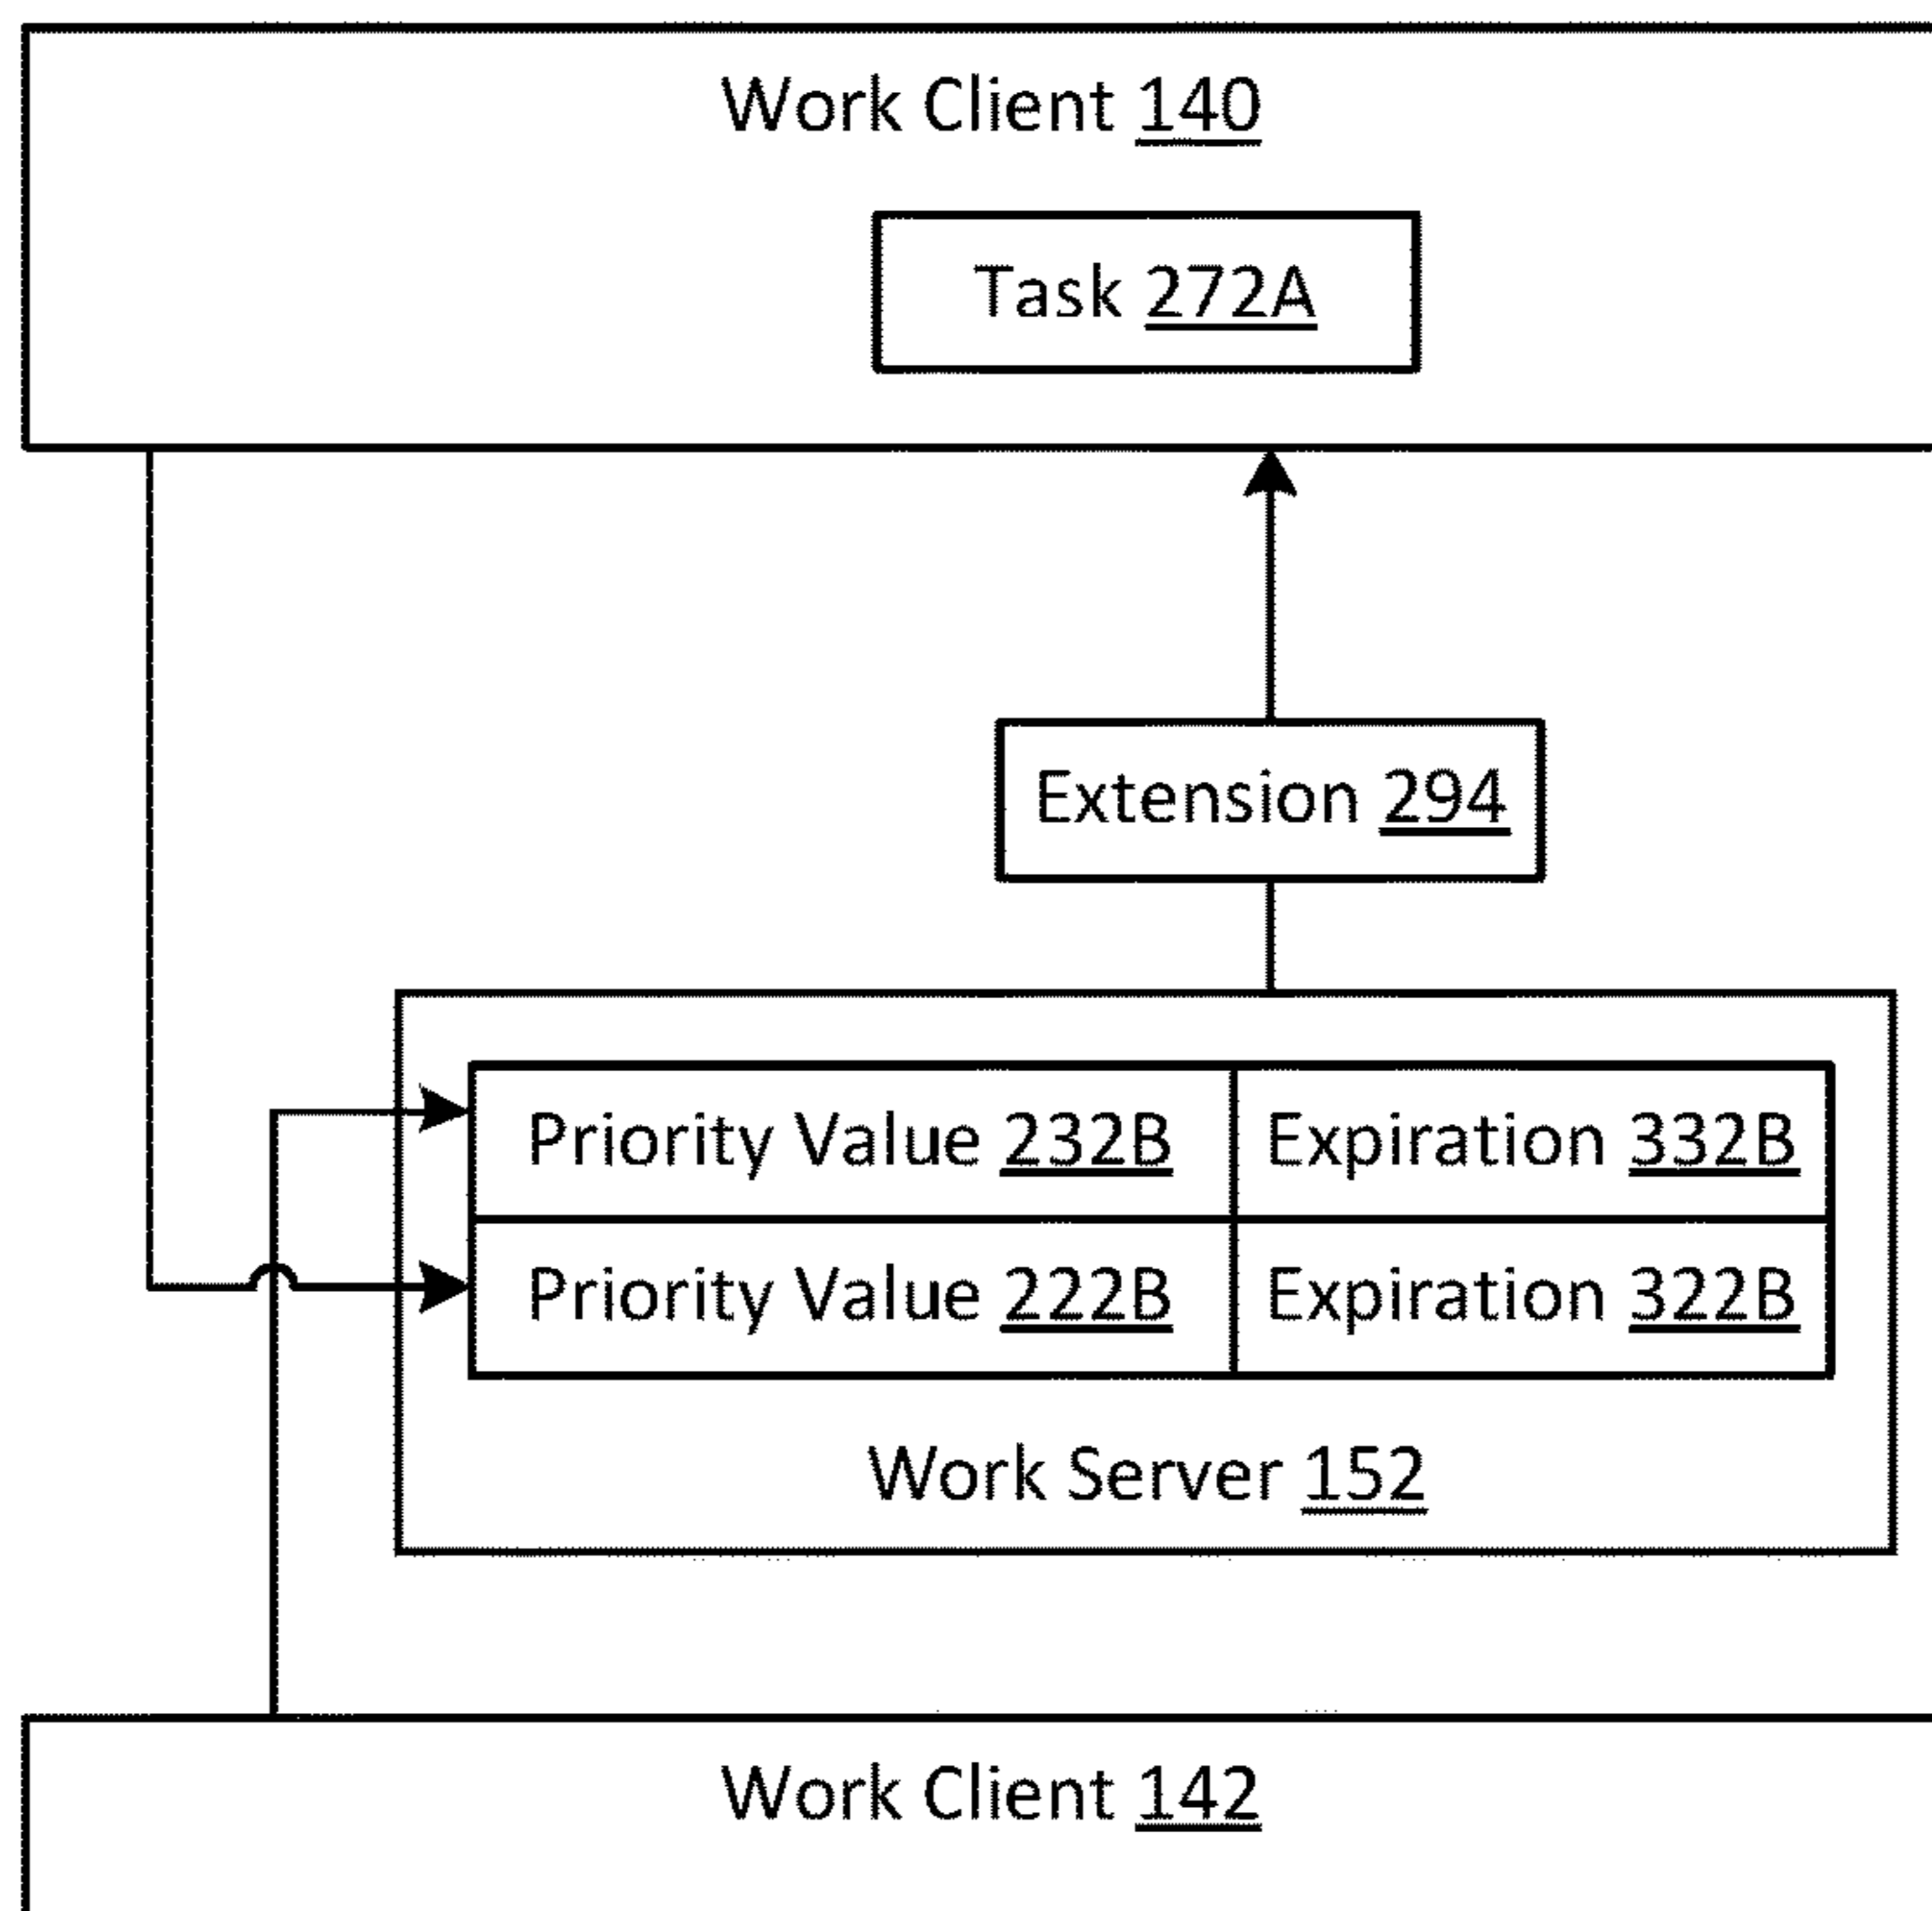 Work Client 140
Task 272A
Extension 294
Priority Value 232B Expiration 332B
Priority Value 222B Expiration 322B
Work Server 152
Work Client 142